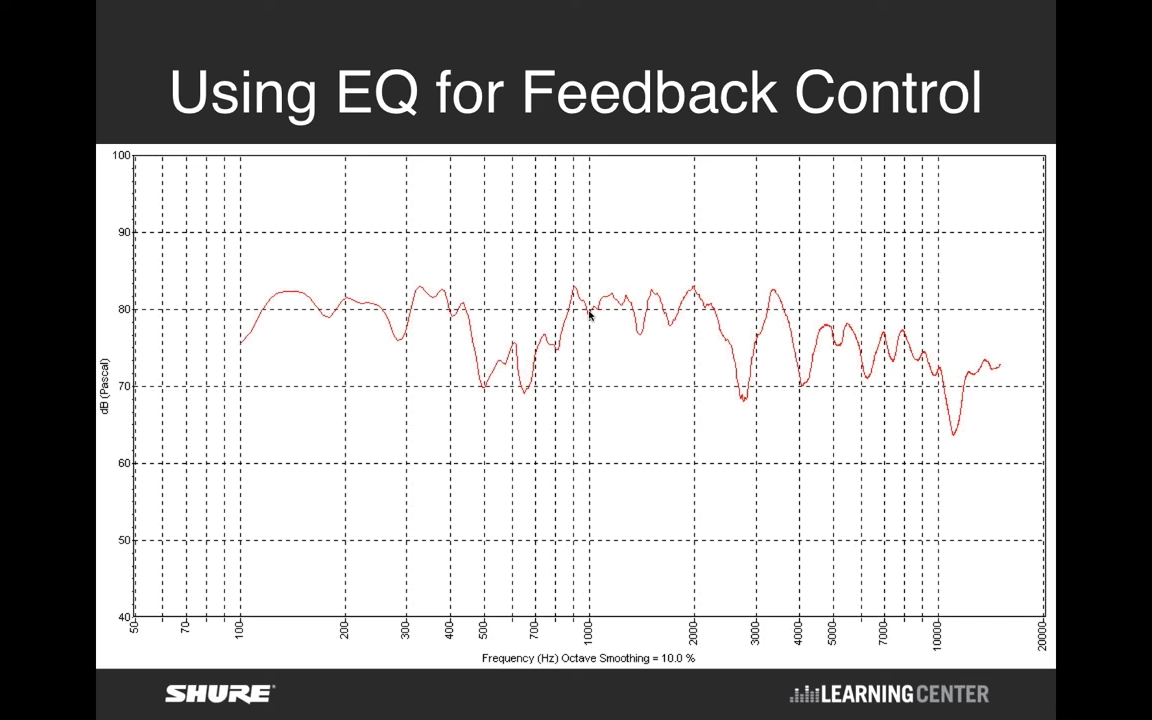 Using EQ for Feedback Control
100
90
80
70
60
50
40
dB (Pascal)
50 70 100 200 300 400 500 700 1000 2000 3000 4000 5000 7000 10000 20000
Frequency (Hz) Octave Smoothing = 10.0 %
SHURE® LEARNING CENTER